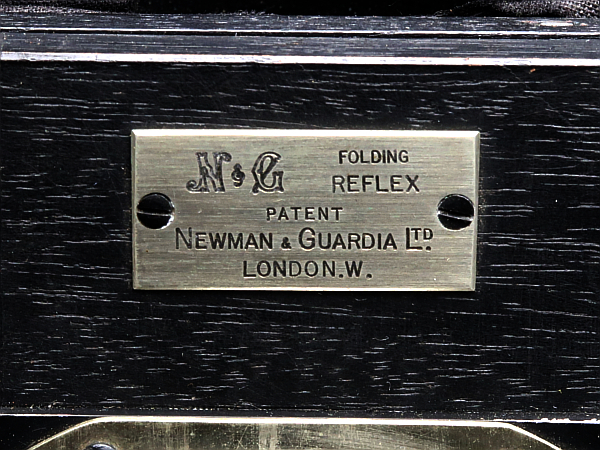 N & G FOLDING
REFLEX
PATENT
NEWMAN & GUARDIA LTD.
LONDON.W.